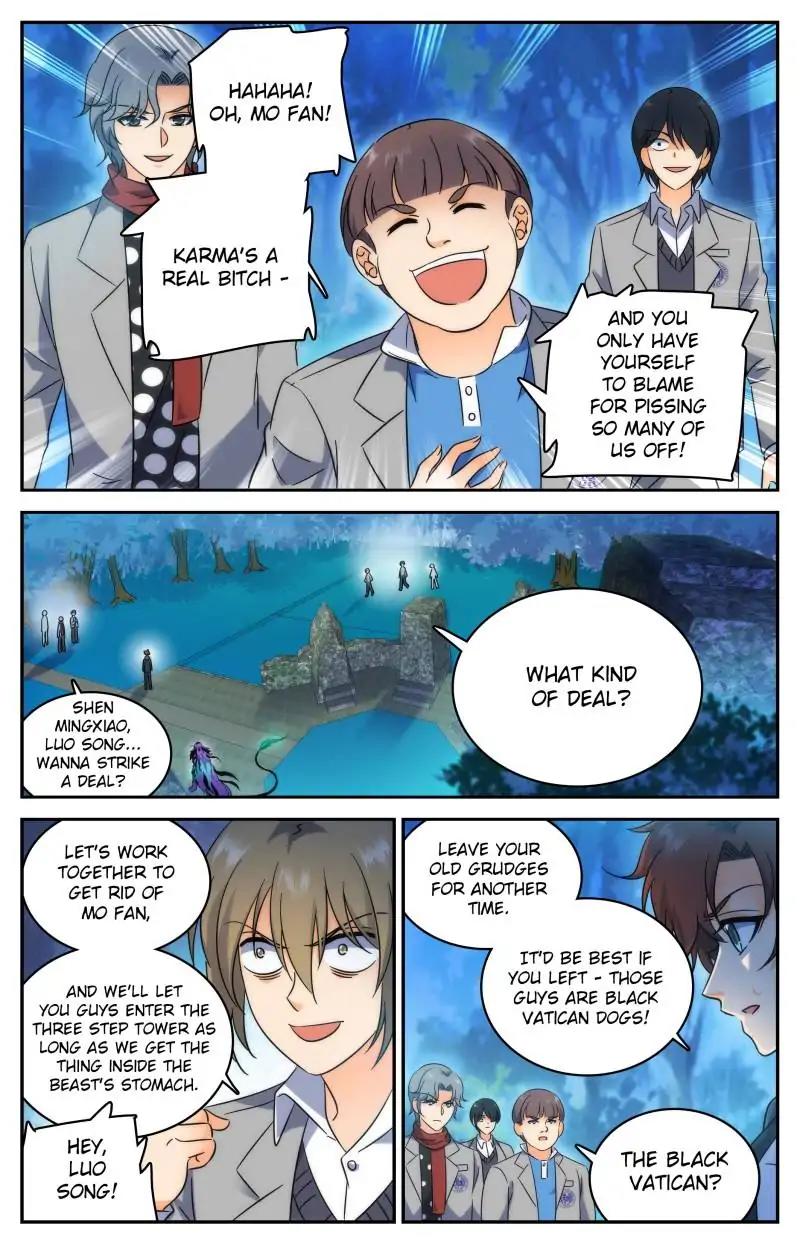 HAHAHA!
OH, MO FAN!
KARMA'S A
REAL BITCH -
AND YOU
ONLY HAVE
YOURSELF
TO BLAME
FOR PISSING
SO MANY OF
US OFF!
SHEN
MINGXIAO,
LUO SONG...
WANNA STRIKE
A DEAL?
WHAT KIND
OF DEAL?
LET'S WORK
TOGETHER TO
GET RID OF
MO FAN,
AND WE'LL LET
YOU GUYS ENTER THE
THREE STEP TOWER AS
LONG AS WE GET THE
THING INSIDE THE
BEAST'S STOMACH.
HEY,
LUO
SONG!
LEAVE YOUR
OLD GRUDGES
FOR ANOTHER
TIME.
IT'D BE BEST IF
YOU LEFT - THOSE
GUYS ARE BLACK
VATICAN DOGS!
THE BLACK
VATICAN?